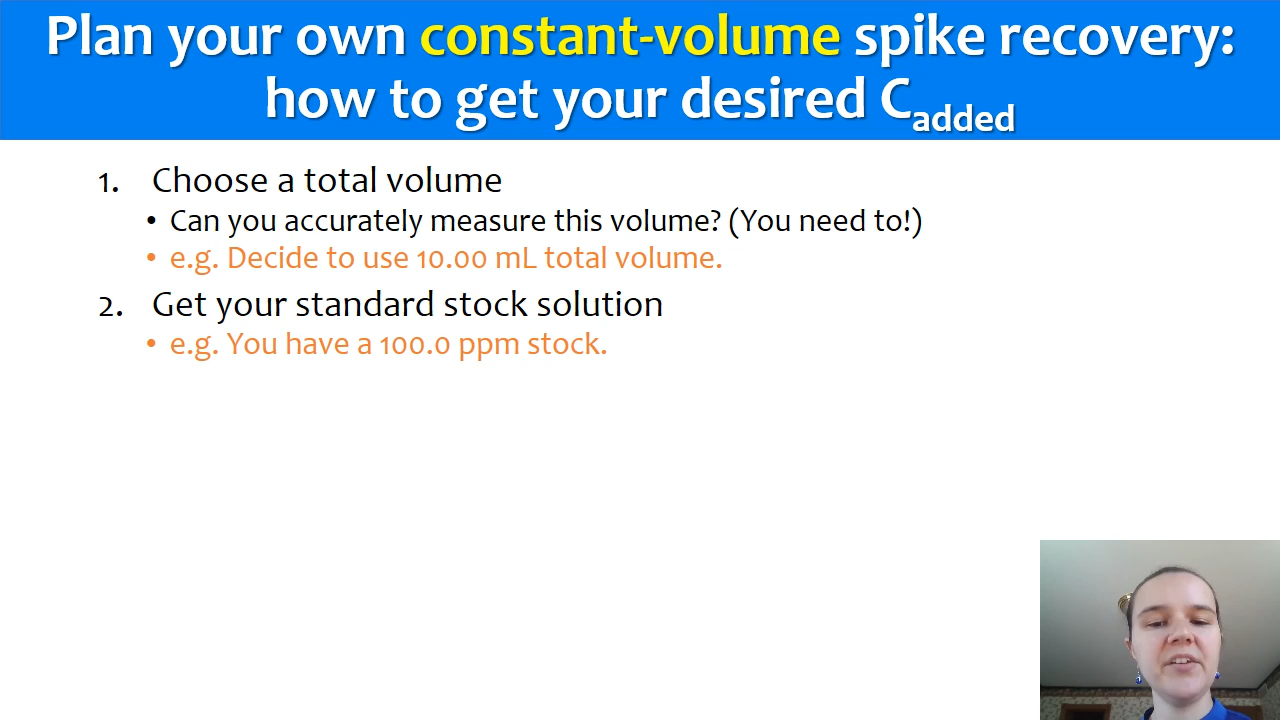 Plan your own constant-volume spike recovery:
how to get your desired Cadded
1. Choose a total volume
• Can you accurately measure this volume? (You need to!)
• e.g. Decide to use 10.00 mL total volume.
2. Get your standard stock solution
• e.g. You have a 100.0 ppm stock.